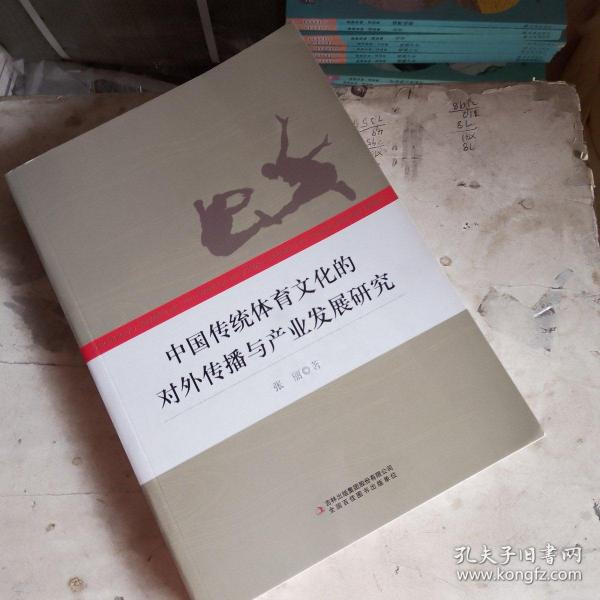 中国传统体育文化的
对外传播与产业发展研究
张丽◎著
吉林出版集团股份有限公司
全国百佳图书出版单位
孔夫子旧书网
www.kongfz.com